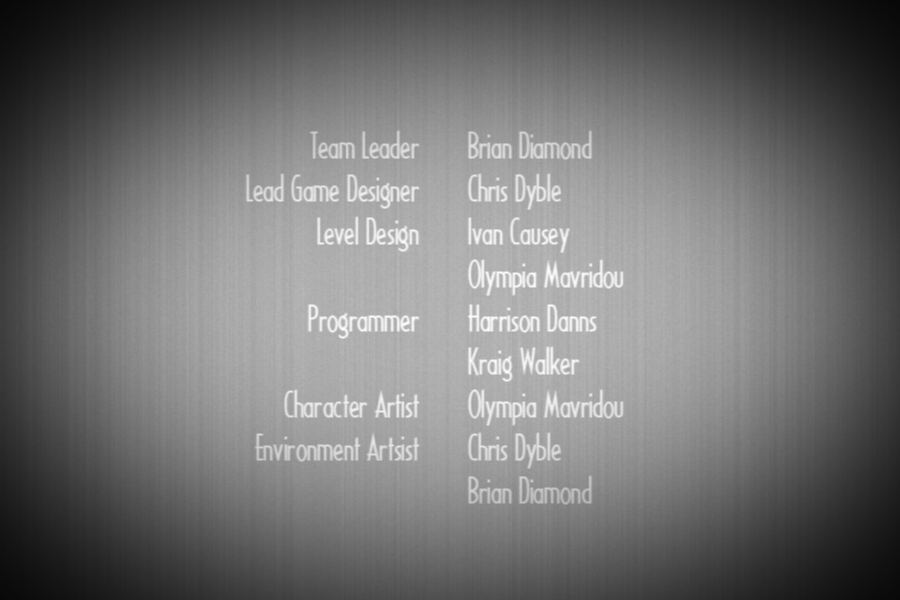 Team Leader Brian Diamond
Lead Game Designer Chris Dyble
Level Design Ivan Causey
Olympia Mavridou
Programmer Harrison Danns
Kraig Walker
Character Artist Olympia Mavridou
Environment Artsist Chris Dyble
Brian Diamond